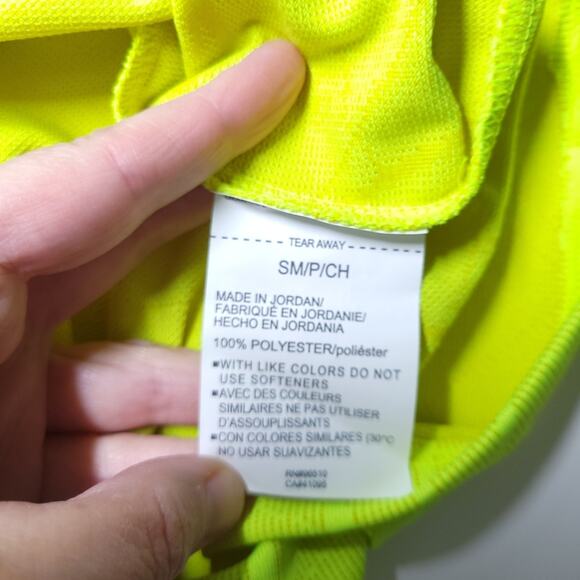 TEAR AWAY
SM/P/CH
MADE IN JORDAN/
FABRIQUÉ EN JORDANIE/
HECHO EN JORDANIA
100% POLYESTER/poliéster
▪WITH LIKE COLORS DO NOT
USE SOFTENERS
▪AVEC DES COULEURS
SIMILAIRES NE PAS UTILISER
D'ASSOUPLISSANTS
▪CON COLORES SIMILARES (30°C
NO USAR SUAVIZANTES